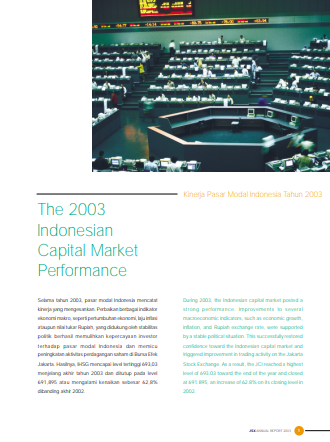 Kinerja Pasar Modal Indonesia Tahun 2003
The 2003
Indonesian
Capital Market
Performance
Selama tahun 2003, pasar modal Indonesia mencatat
kinerja yang mengesankan. Perbaikan berbagai indikator
ekonomi makro, seperti pertumbuhan ekonomi, laju inflasi
ataupun nilai tukar Rupiah, yang didukung oleh stabilitas
politik berhasil memulihkan kepercayaan investor
terhadap pasar modal Indonesia dan memicu
peningkatan aktivitas perdagangan saham di Bursa Efek
Jakarta. Hasilnya, IHSG mencapai level tertinggi 693,03
menjelang akhir tahun 2003 dan ditutup pada level
691,895 atau mengalami kenaikan sebesar 62,8%
dibanding akhir 2002.
During 2003, the Indonesian capital market posted a
strong performance. Improvements to several
macroeconomic indicators, such as economic growth,
inflation, and Rupiah exchange rate, were supported
by a stable political situation. This successfully restored
confidence toward the Indonesian capital market and
triggered improvement in trading activity on the Jakarta
Stock Exchange. As a result, the JCI reached a highest
level of 693.03 toward the end of the year and closed
at 691.895, an increase of 62.8% on its closing level in
2002.
JSX ANNUAL REPORT 2003